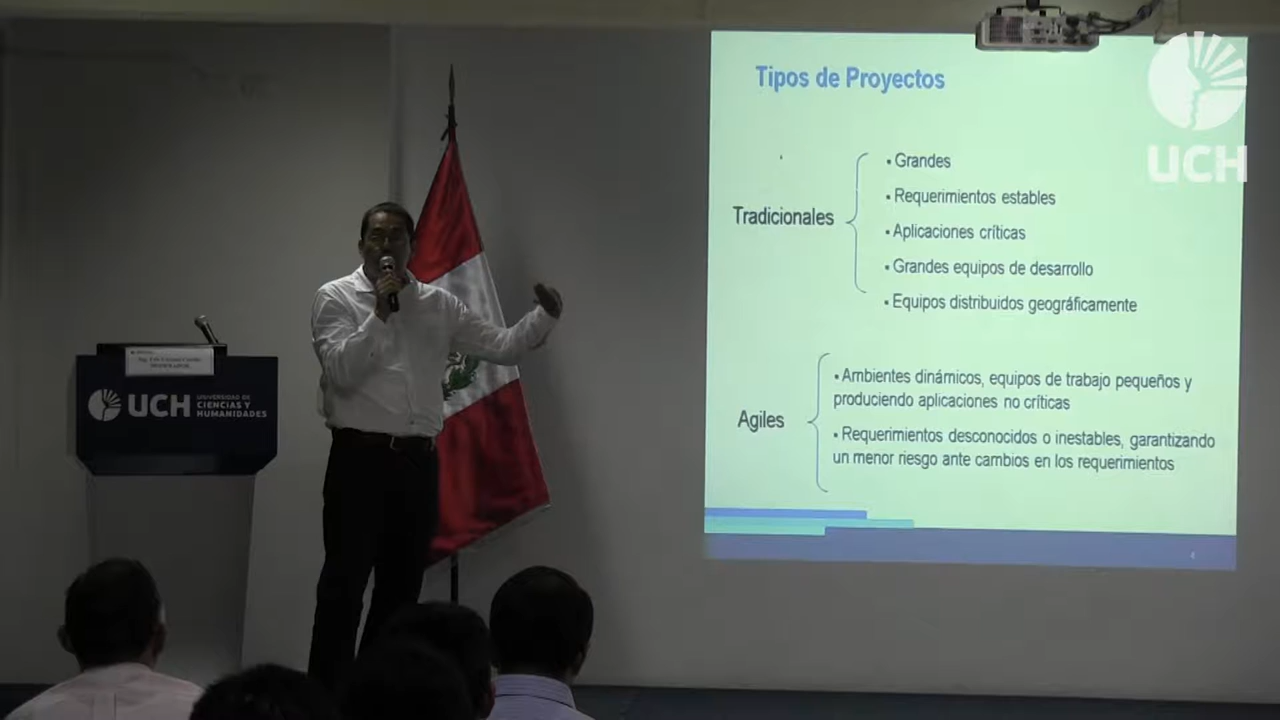 Tipos de Proyectos
UCH
Tradicionales
▪ Grandes
▪ Requerimientos estables
▪ Aplicaciones críticas
▪ Grandes equipos de desarrollo
▪ Equipos distribuidos geográficamente
Agiles
▪ Ambientes dinámicos, equipos de trabajo pequeños y
produciendo aplicaciones no críticas
▪ Requerimientos desconocidos o inestables, garantizando
un menor riesgo ante cambios en los requerimientos
4
UCH
UNIVERSIDAD DE
CIENCIAS Y
HUMANIDADES